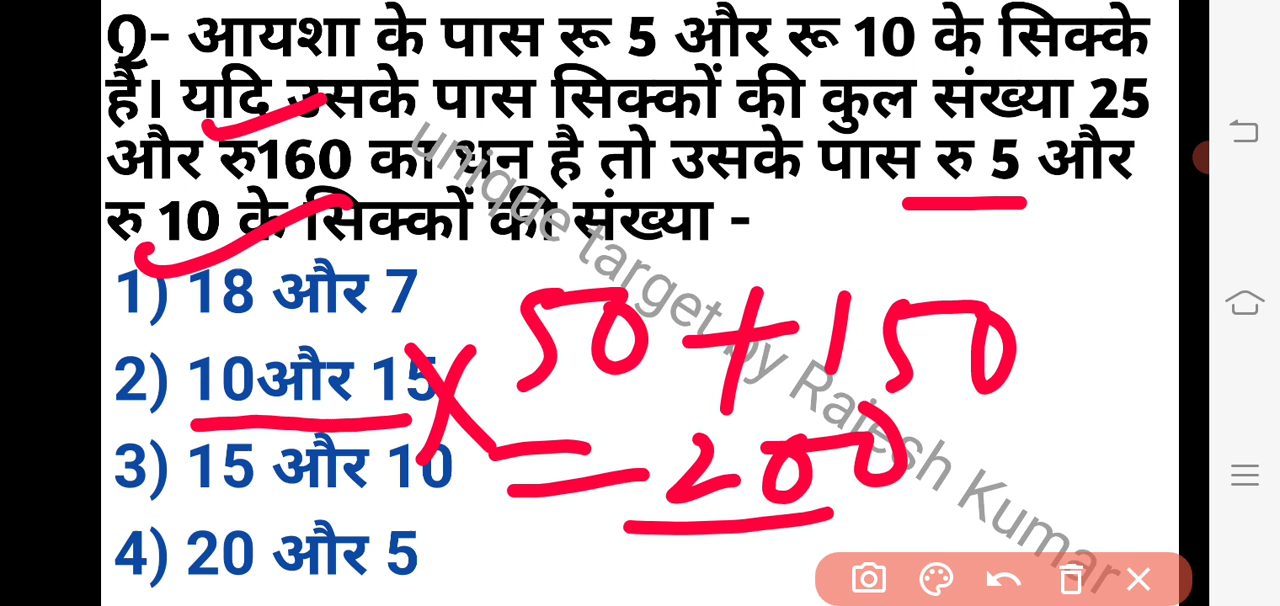 Q- आयशा के पास रू 5 और रू 10 के सिक्के
है। यदि उसके पास सिक्कों की कुल संख्या 25
और रु160 का धन है तो उसके पास रु 5 और
रु 10 के सिक्कों की संख्या -
1) 18 और 7
2) 10और 15
3) 15 और 10
4) 20 और 5
50 + 150
= 200
unique target by Rajesh Kumar